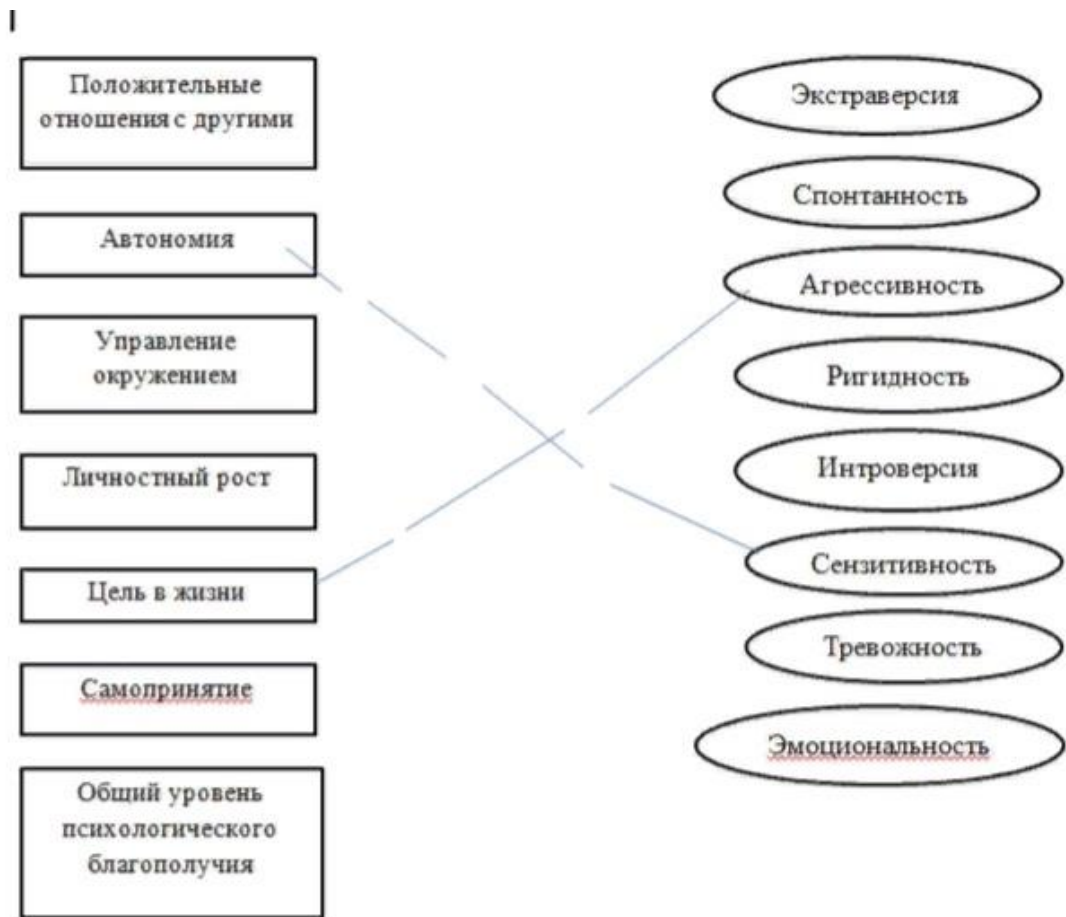 Положительные
отношения с другими
Автономия
Управление
окружением
Личностный рост
Цель в жизни
Самопринятие
Общий уровень
психологического
благополучия
Экстраверсия
Спонтанность
Агрессивность
Ригидность
Интроверсия
Сензитивность
Тревожность
Эмоциональность